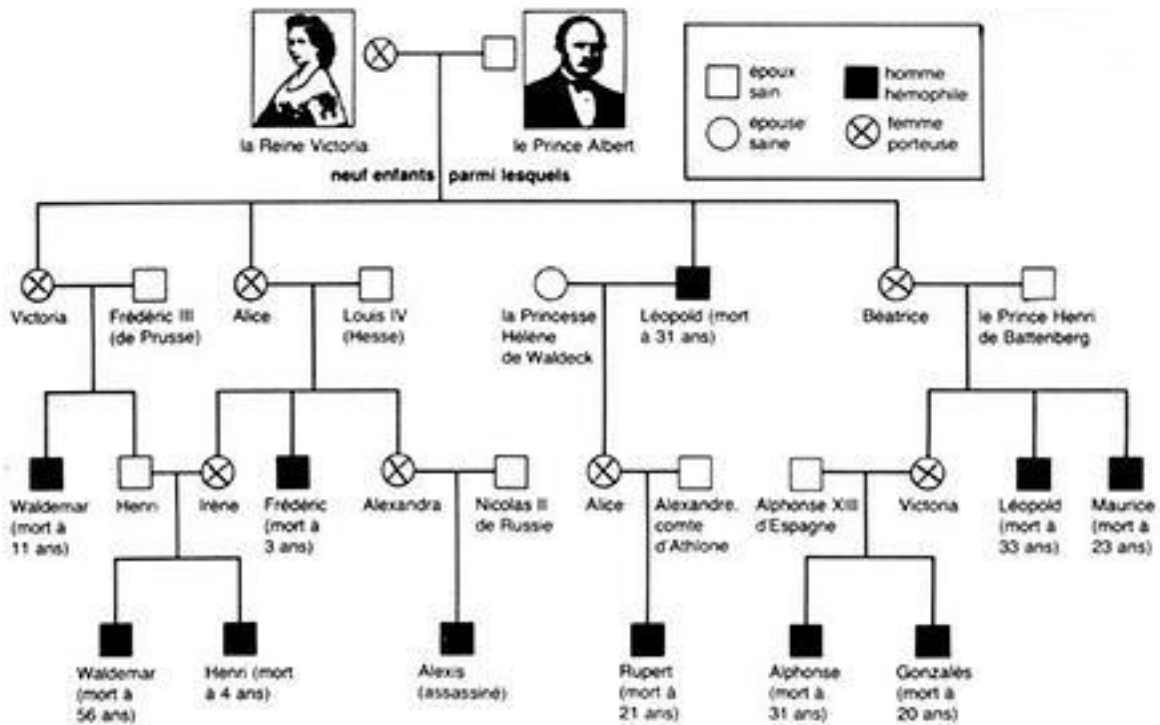 époux
sain
homme
hémophile
épouse
saine
femme
porteuse
la Reine Victoria
le Prince Albert
neuf enfants parmi lesquels
Victoria
Frédéric III
(de Prusse)
Alice
Louis IV
(Hesse)
la Princesse
Hélène
de Waldeck
Léopold (mort
à 31 ans)
Béatrice
le Prince Henri
de Battenberg
Waldemar
(mort à
11 ans)
Henri
Irène
Frédéric
(mort à
3 ans)
Alexandra
Nicolas II
de Russie
Alice
Alexandre,
comte
d'Athlone
Alphonse XIII
d'Espagne
Victoria
Léopold
(mort à
33 ans)
Maurice
(mort à
23 ans)
Waldemar
(mort à
56 ans)
Henri (mort
à 4 ans)
Alexis
(assassiné)
Rupert
(mort à
21 ans)
Alphonse
(mort à
31 ans)
Gonzalès
(mort à
20 ans)